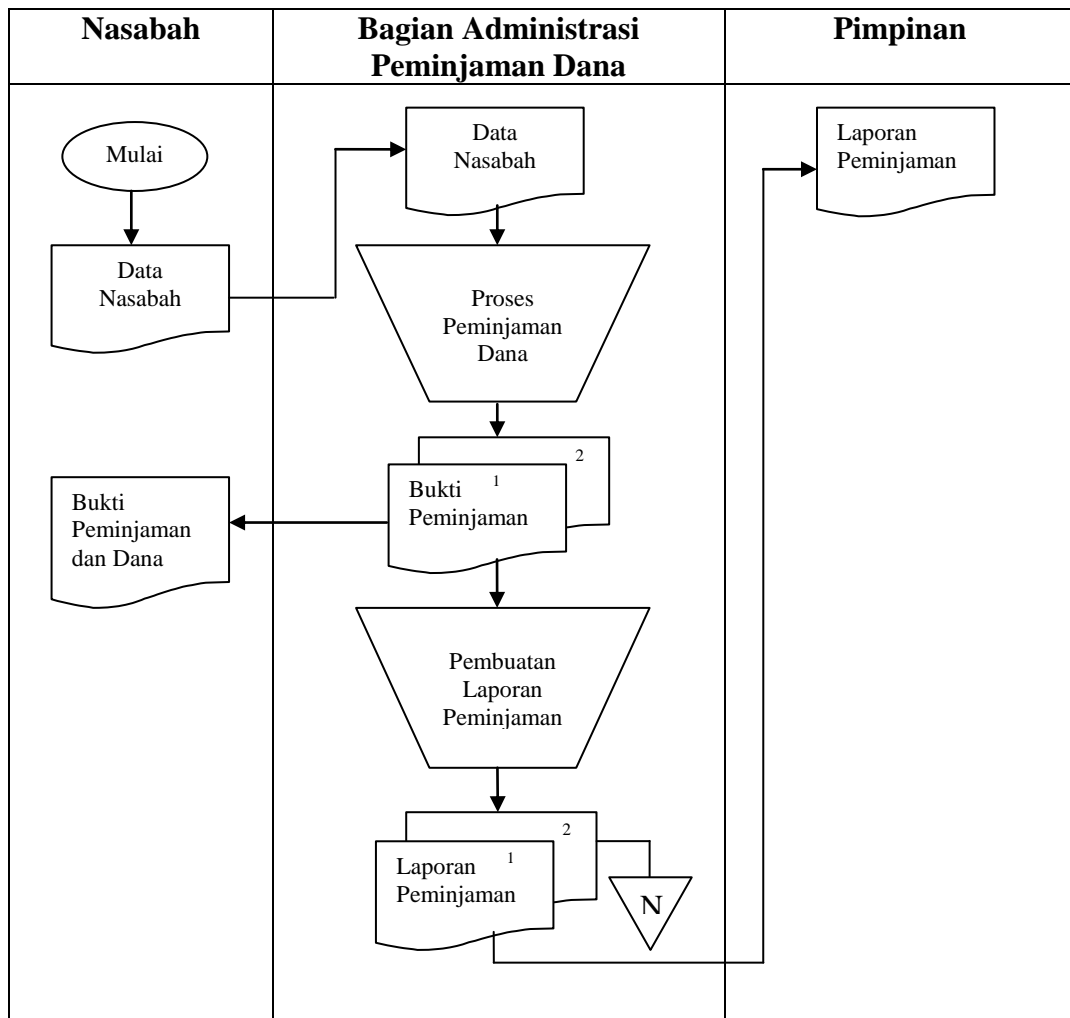 Nasabah
Bagian Administrasi
Peminjaman Dana
Pimpinan
Mulai
Data
Nasabah
Data
Nasabah
Laporan
Peminjaman
Proses
Peminjaman
Dana
2
Bukti 1
Peminjaman
Bukti
Peminjaman
dan Dana
Pembuatan
Laporan
Peminjaman
2
Laporan 1
Peminjaman
N